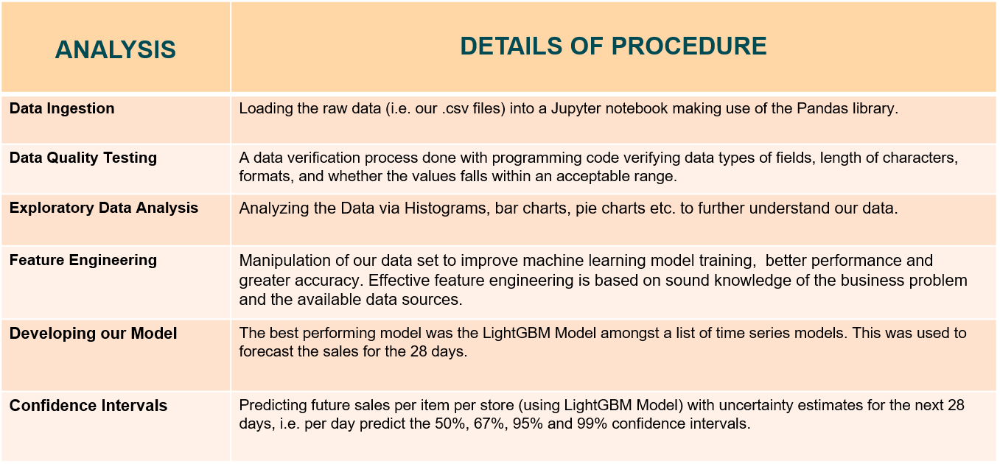 ANALYSIS
DETAILS OF PROCEDURE
Data Ingestion
Loading the raw data (i.e. our .csv files) into a Jupyter notebook making use of the Pandas library.
Data Quality Testing
A data verification process done with programming code verifying data types of fields, length of characters,
formats, and whether the values falls within an acceptable range.
Exploratory Data Analysis
Analyzing the Data via Histograms, bar charts, pie charts etc. to further understand our data.
Feature Engineering
Manipulation of our data set to improve machine learning model training,  better performance and
greater accuracy. Effective feature engineering is based on sound knowledge of the business problem
and the available data sources.
Developing our Model
The best performing model was the LightGBM Model amongst a list of time series models. This was used to
forecast the sales for the 28 days.
Confidence Intervals
Predicting future sales per item per store (using LightGBM Model) with uncertainty estimates for the next 28
days, i.e. per day predict the 50%, 67%, 95% and 99% confidence intervals.